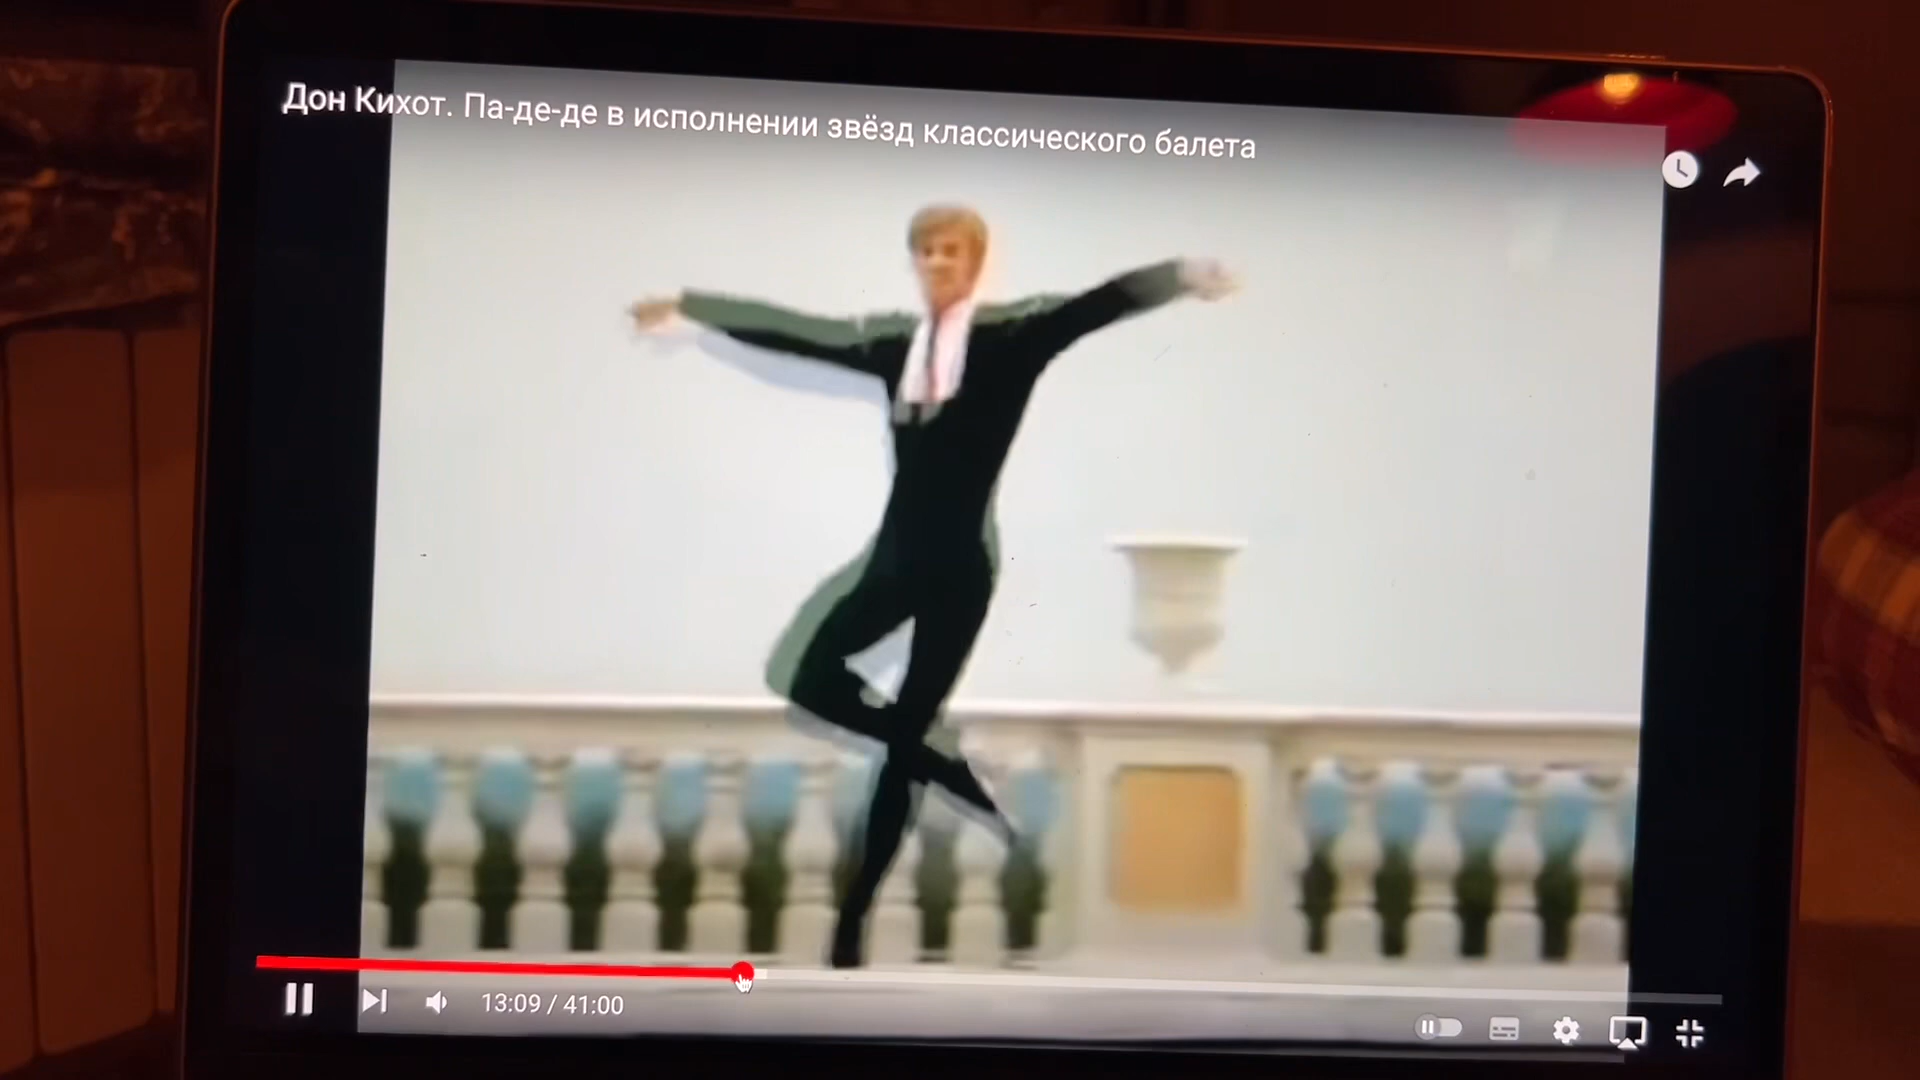 Дон Кихот. Па-де-де в исполнении звёзд классического балета
13:09 / 41:00